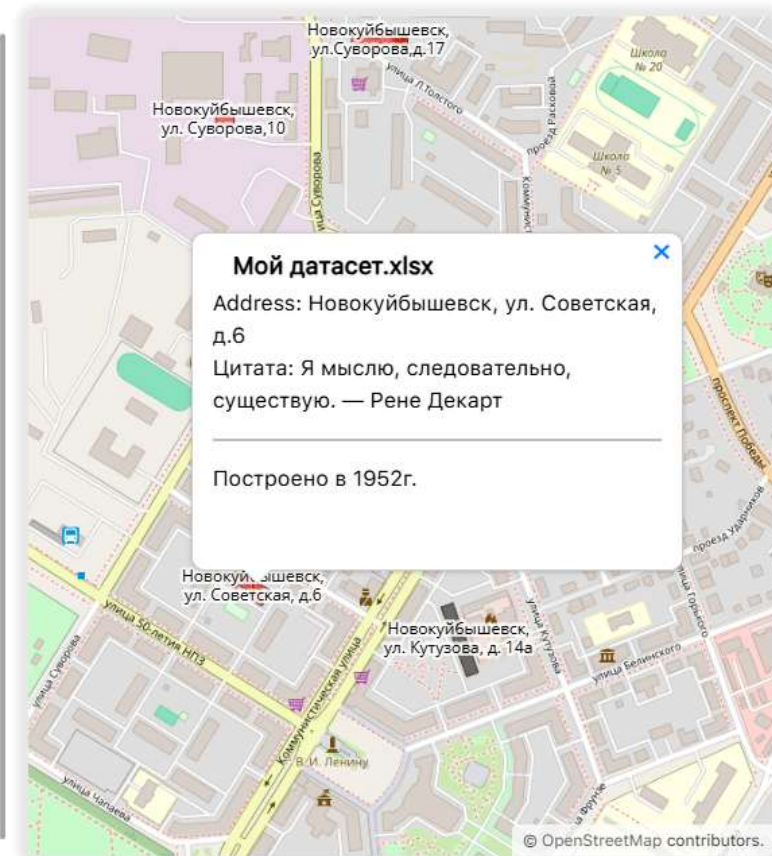 Новокуйбышевск,
ул.Суворова,д.17
Школа
№ 20
улица Л.Толстого
проезд Расковой
Новокуйбышевск,
ул. Суворова,10
Школа
№ 5
Мой датасет.xlsx
Address: Новокуйбышевск, ул. Советская,
д.6
Цитата: Я мыслю, следовательно,
существую. — Рене Декарт
Построено в 1952г.
проспект Победы
проезд Ударников
ул. Советская, д.6
улица 50-летия НПЗ
Новокуйбышевск,
ул. Кутузова, д. 14а
улица Кутузова
улица Горького
улица Белинского
улица Суворова
Коммунистическая улица
В. И. Ленину
улица Чапаева
© OpenStreetMap contributors.